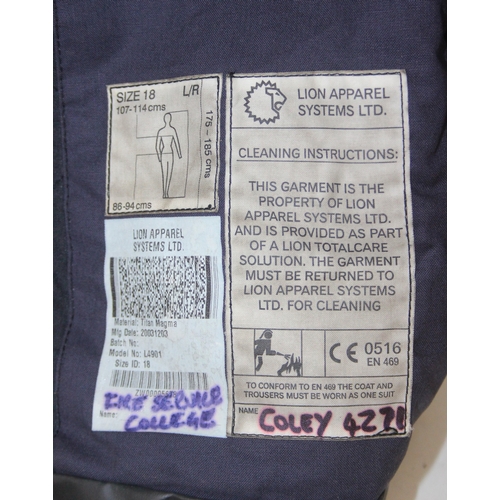 SIZE 18 L/R
107-114 cms
175 - 185 cms
86-94 cms
LION APPAREL
SYSTEMS LTD.
Material: Titan Magma
Mfg Date: 20031203
Batch No:
Model No: L4901
Size ID: 18
Name:
FIRE SERVICE
COLLEGE
LION APPAREL
SYSTEMS LTD.
CLEANING INSTRUCTIONS:
THIS GARMENT IS THE
PROPERTY OF LION
APPAREL SYSTEMS LTD.
AND IS PROVIDED AS PART
OF A LION TOTALCARE
SOLUTION. THE GARMENT
MUST BE RETURNED TO
LION APPAREL SYSTEMS
LTD. FOR CLEANING
CE 0516
EN 469
TO CONFORM TO EN 469 THE COAT AND
TROUSERS MUST BE WORN AS ONE SUIT
NAME COLEY 4271